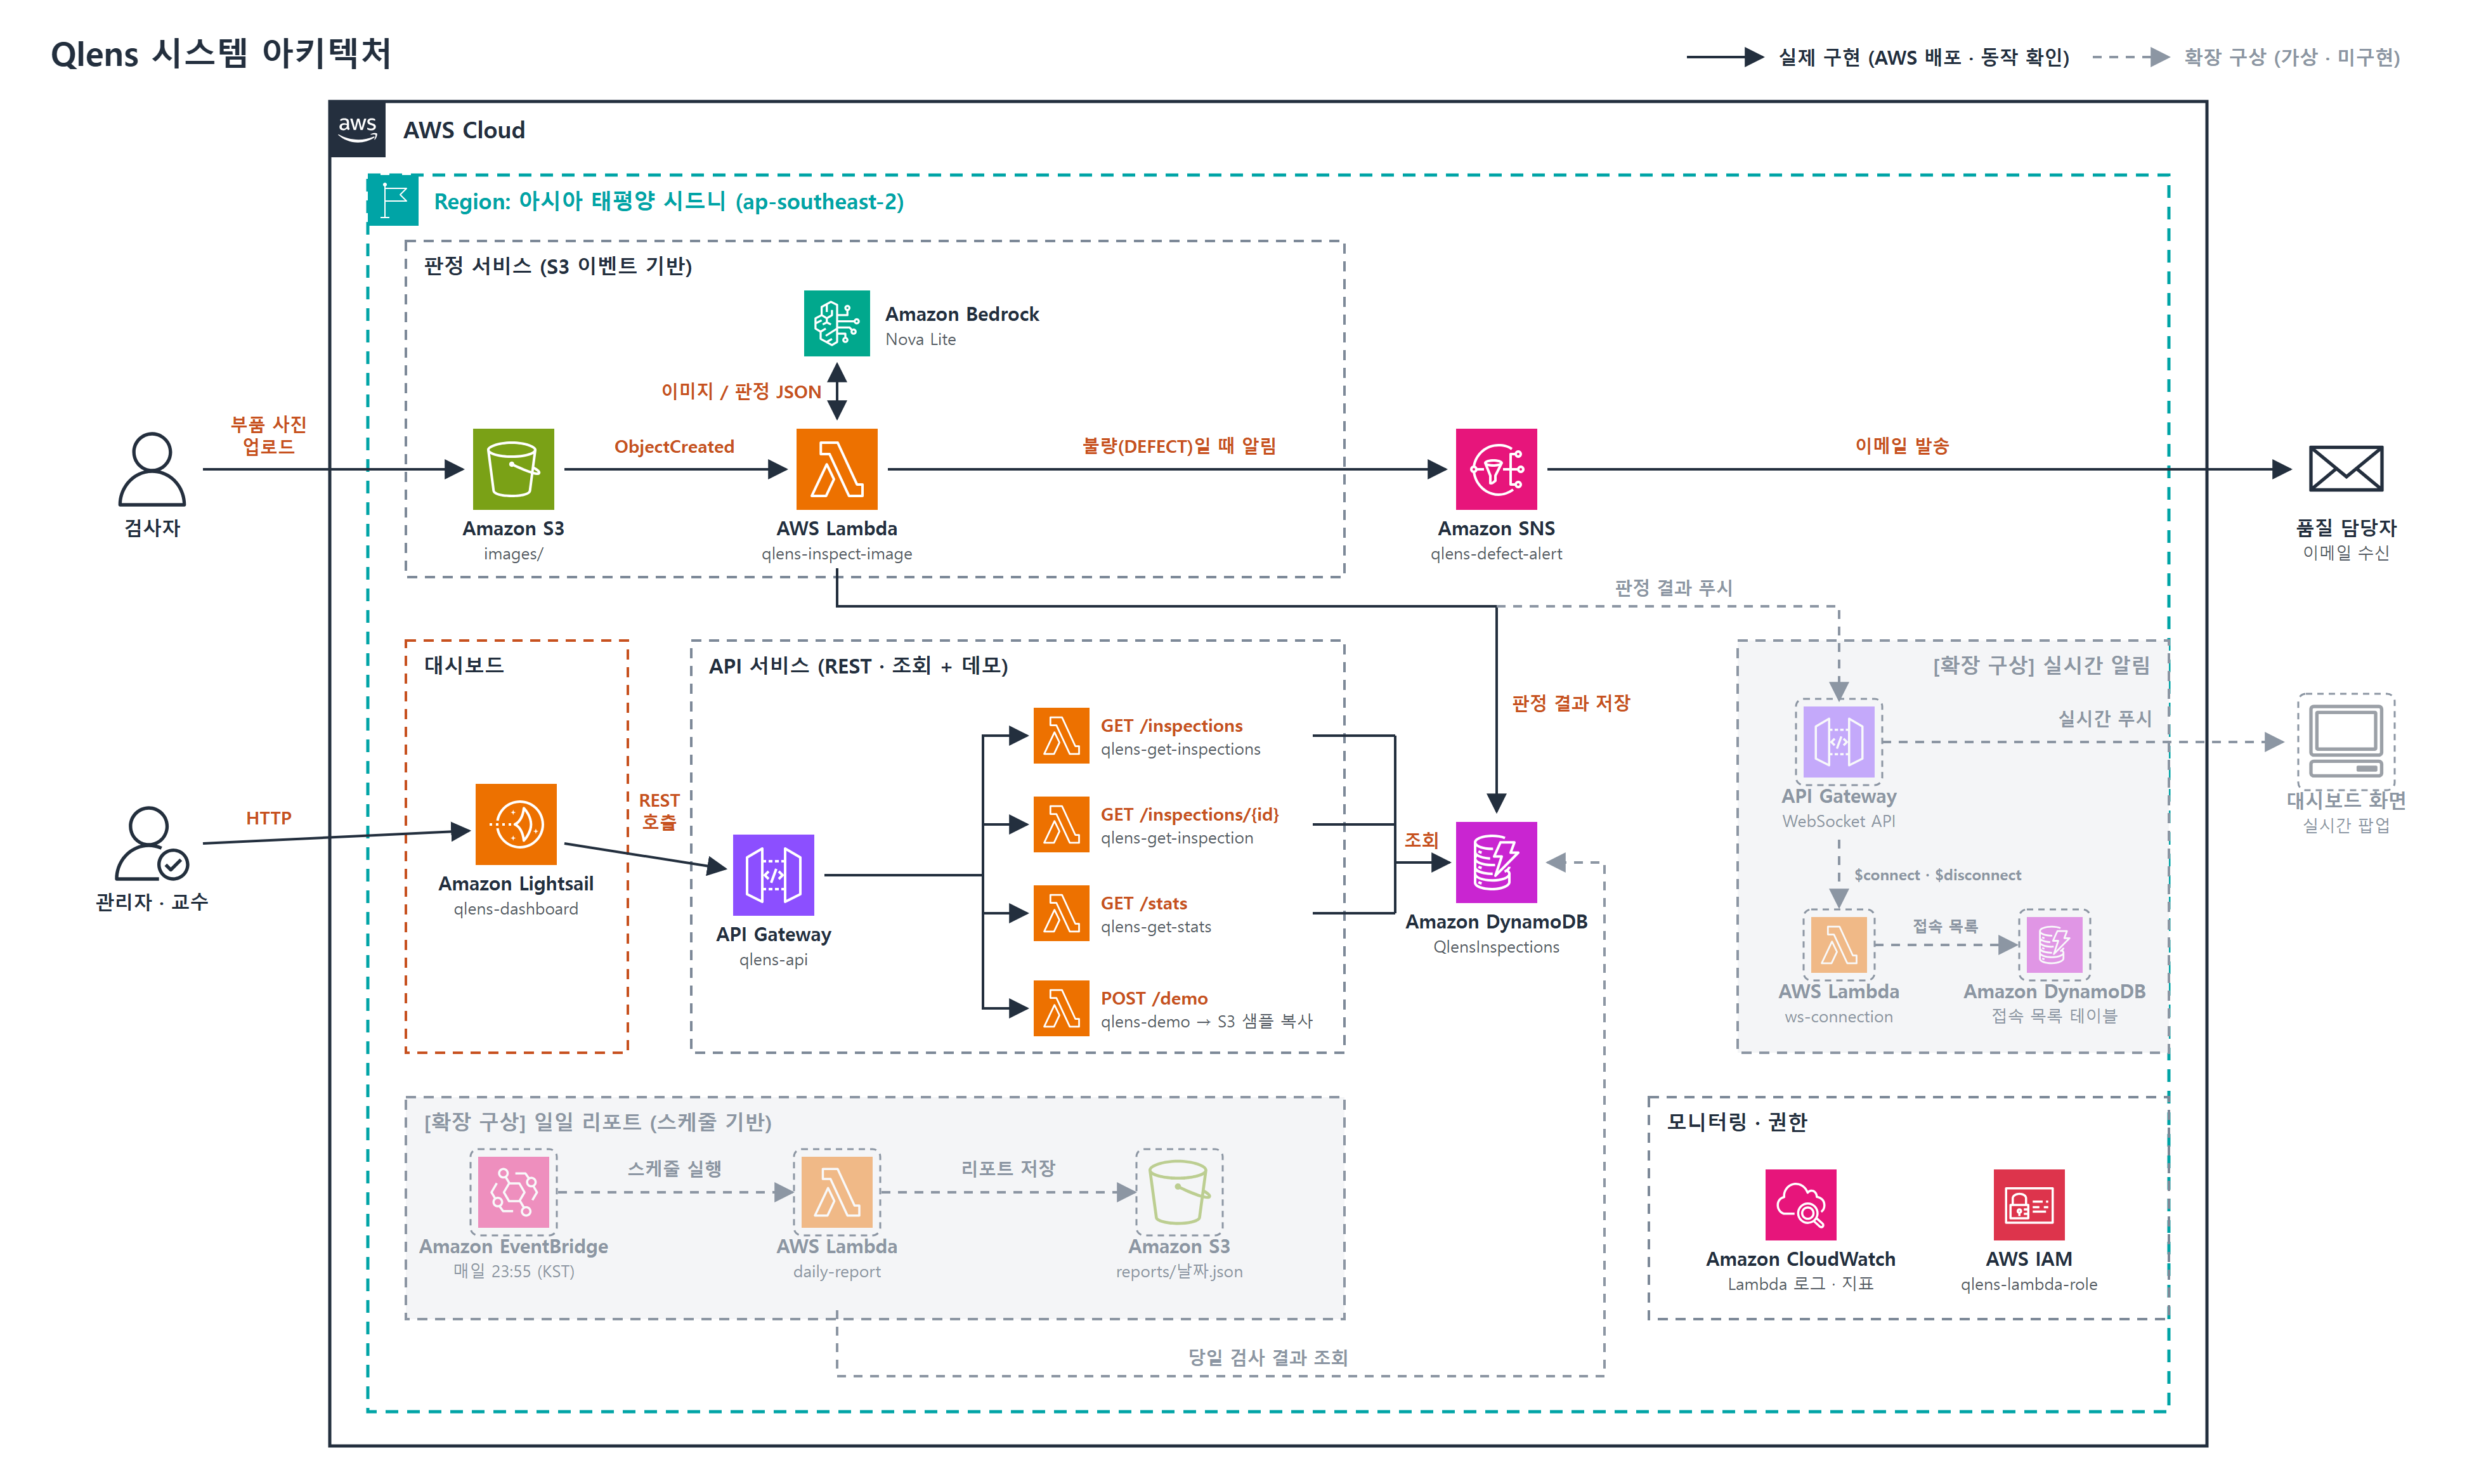 Qlens 시스템 아키텍처
실제 구현 (AWS 배포 · 동작 확인)
확장 구상 (가상 · 미구현)
aws
AWS Cloud
Region: 아시아 태평양 시드니 (ap-southeast-2)
판정 서비스 (S3 이벤트 기반)
Amazon Bedrock
Nova Lite
이미지 / 판정 JSON
부품 사진
업로드
ObjectCreated
불량(DEFECT)일 때 알림
이메일 발송
검사자
Amazon S3
images/
AWS Lambda
qlens-inspect-image
Amazon SNS
qlens-defect-alert
품질 담당자
이메일 수신
판정 결과 푸시
대시보드
API 서비스 (REST · 조회 + 데모)
[확장 구상] 실시간 알림
판정 결과 저장
GET /inspections
qlens-get-inspections
실시간 푸시
API Gateway
WebSocket API
대시보드 화면
실시간 팝업
HTTP
REST
호출
GET /inspections/{id}
qlens-get-inspection
조회
관리자 · 교수
Amazon Lightsail
qlens-dashboard
API Gateway
qlens-api
GET /stats
qlens-get-stats
Amazon DynamoDB
QlensInspections
$connect · $disconnect
접속 목록
AWS Lambda
ws-connection
Amazon DynamoDB
접속 목록 테이블
POST /demo
qlens-demo → S3 샘플 복사
[확장 구상] 일일 리포트 (스케줄 기반)
스케줄 실행
리포트 저장
Amazon EventBridge
매일 23:55 (KST)
AWS Lambda
daily-report
Amazon S3
reports/날짜.json
모니터링 · 권한
Amazon CloudWatch
Lambda 로그 · 지표
AWS IAM
qlens-lambda-role
당일 검사 결과 조회